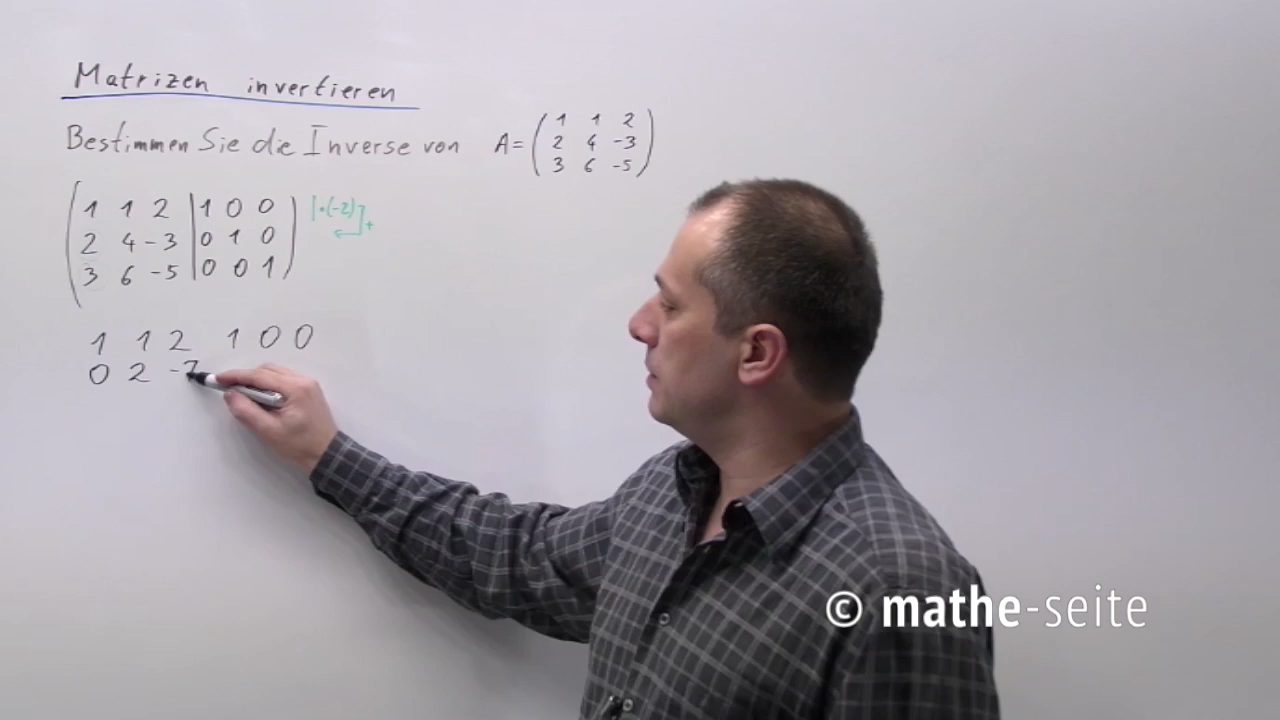 Matrizen invertieren
Bestimmen Sie die Inverse von A = ( 1 1 2
2 4 -3
3 6 -5 )
( 1 1 2 | 1 0 0 ) |·(-2)
2 4 -3 | 0 1 0 +
3 6 -5 | 0 0 1
1 1 2 1 0 0
0 2 -7
© mathe-seite